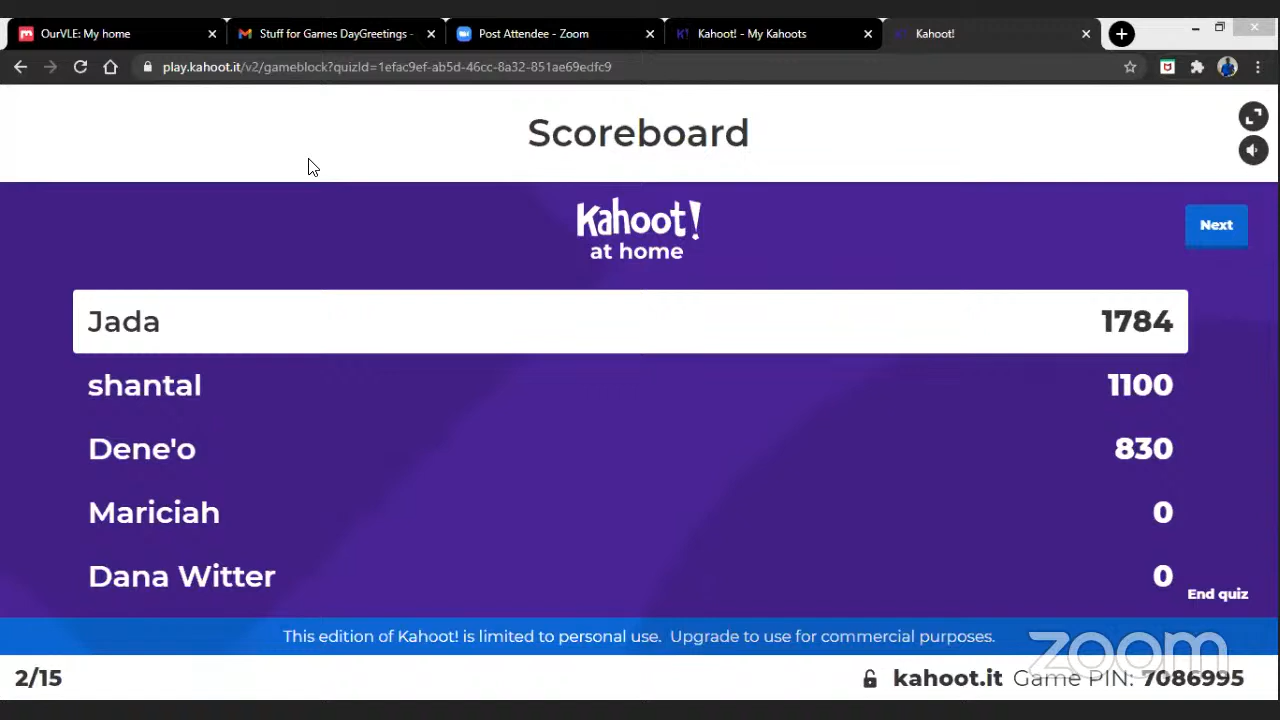 OurVLE: My home
Stuff for Games DayGreetings -
Post Attendee - Zoom
Kahoot! - My Kahoots
Kahoot!
play.kahoot.it/v2/gameblock?quizId=1efac9ef-ab5d-46cc-8a32-851ae69edfc9
Scoreboard
Kahoot!
at home
Next
Jada 1784
shantal 1100
Dene'o 830
Mariciah 0
Dana Witter 0
End quiz
This edition of Kahoot! is limited to personal use. Upgrade to use for commercial purposes.
zoom
2/15
kahoot.it Game PIN: 7086995